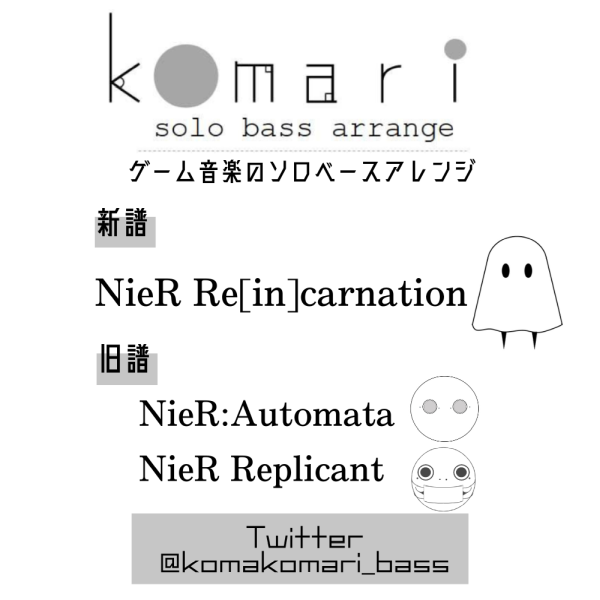 komari
solo bass arrange
ゲーム音楽のソロベースアレンジ
新譜
NieR Re[in]carnation
旧譜
NieR:Automata
NieR Replicant
Twitter
@komakomari_bass